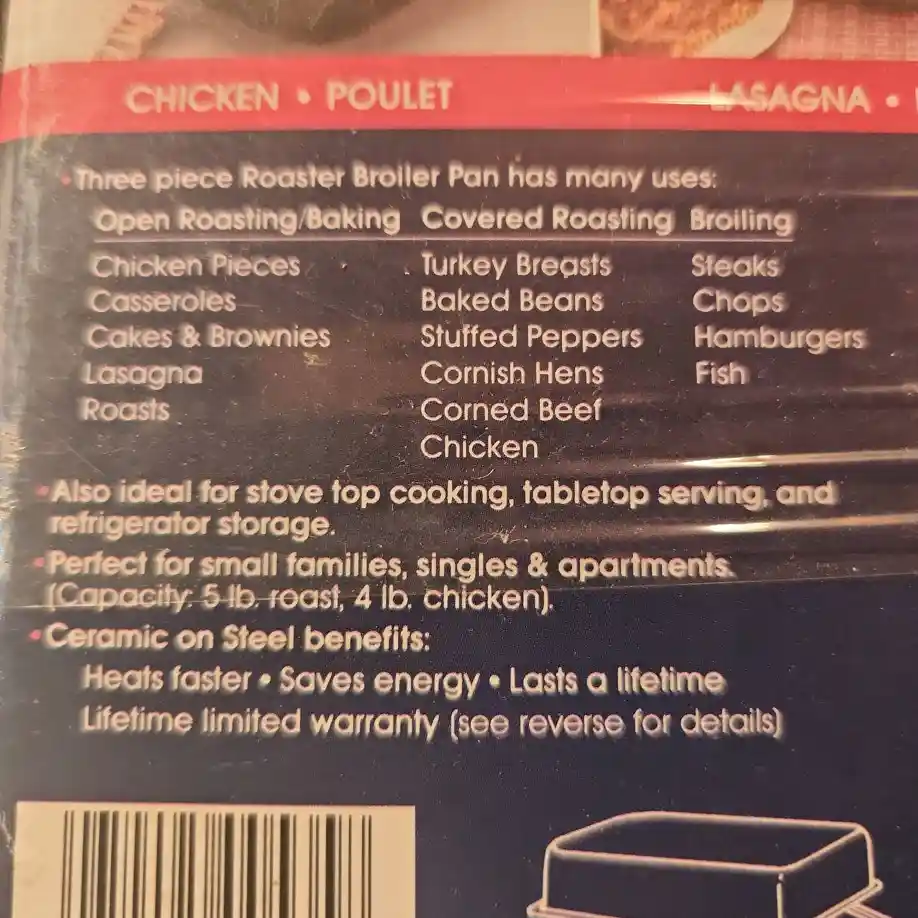 CHICKEN • POULET
LASAGNA •
• Three piece Roaster Broiler Pan has many uses:
Open Roasting/Baking Covered Roasting Broiling
Chicken Pieces Turkey Breasts Steaks
Casseroles Baked Beans Chops
Cakes & Brownies Stuffed Peppers Hamburgers
Lasagna Cornish Hens Fish
Roasts Corned Beef
Chicken
• Also ideal for stove top cooking, tabletop serving, and
refrigerator storage.
• Perfect for small families, singles & apartments.
(Capacity: 5 lb. roast, 4 lb. chicken).
• Ceramic on Steel benefits:
Heats faster • Saves energy • Lasts a lifetime
Lifetime limited warranty (see reverse for details)